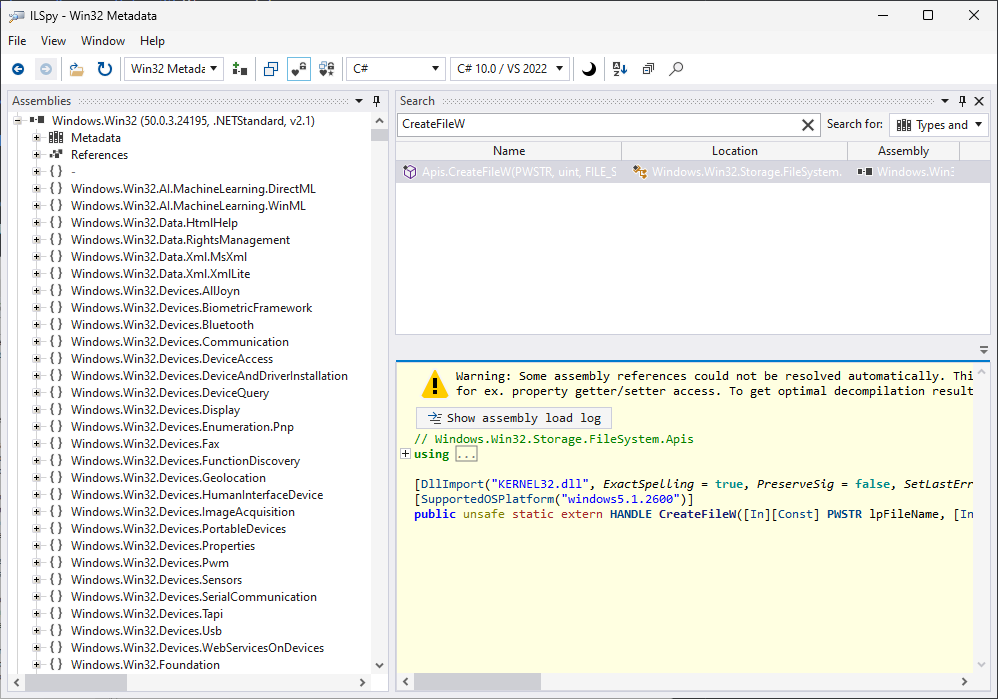 ILSpy - Win32 Metadata
File View Window Help
Win32 Metada C# C# 10.0 / VS 2022
Assemblies
Windows.Win32 (50.0.3.24195, .NETStandard, v2.1)
Metadata
References
{ } -
{ } Windows.Win32.AI.MachineLearning.DirectML
{ } Windows.Win32.AI.MachineLearning.WinML
{ } Windows.Win32.Data.HtmlHelp
{ } Windows.Win32.Data.RightsManagement
{ } Windows.Win32.Data.Xml.MsXml
{ } Windows.Win32.Data.Xml.XmlLite
{ } Windows.Win32.Devices.AllJoyn
{ } Windows.Win32.Devices.BiometricFramework
{ } Windows.Win32.Devices.Bluetooth
{ } Windows.Win32.Devices.Communication
{ } Windows.Win32.Devices.DeviceAccess
{ } Windows.Win32.Devices.DeviceAndDriverInstallation
{ } Windows.Win32.Devices.DeviceQuery
{ } Windows.Win32.Devices.Display
{ } Windows.Win32.Devices.Enumeration.Pnp
{ } Windows.Win32.Devices.Fax
{ } Windows.Win32.Devices.FunctionDiscovery
{ } Windows.Win32.Devices.Geolocation
{ } Windows.Win32.Devices.HumanInterfaceDevice
{ } Windows.Win32.Devices.ImageAcquisition
{ } Windows.Win32.Devices.PortableDevices
{ } Windows.Win32.Devices.Properties
{ } Windows.Win32.Devices.Pwm
{ } Windows.Win32.Devices.Sensors
{ } Windows.Win32.Devices.SerialCommunication
{ } Windows.Win32.Devices.Tapi
{ } Windows.Win32.Devices.Usb
{ } Windows.Win32.Devices.WebServicesOnDevices
{ } Windows.Win32.Foundation
Search
CreateFileW Search for: Types and
Name Location Assembly
Apis.CreateFileW(PWSTR, uint, FILE_S Windows.Win32.Storage.FileSystem. Windows.Win3
Warning: Some assembly references could not be resolved automatically. Thi
for ex. property getter/setter access. To get optimal decompilation result
Show assembly load log
// Windows.Win32.Storage.FileSystem.Apis
using ...
[DllImport("KERNEL32.dll", ExactSpelling = true, PreserveSig = false, SetLastErr
[SupportedOSPlatform("windows5.1.2600")]
public unsafe static extern HANDLE CreateFileW([In][Const] PWSTR lpFileName, [In